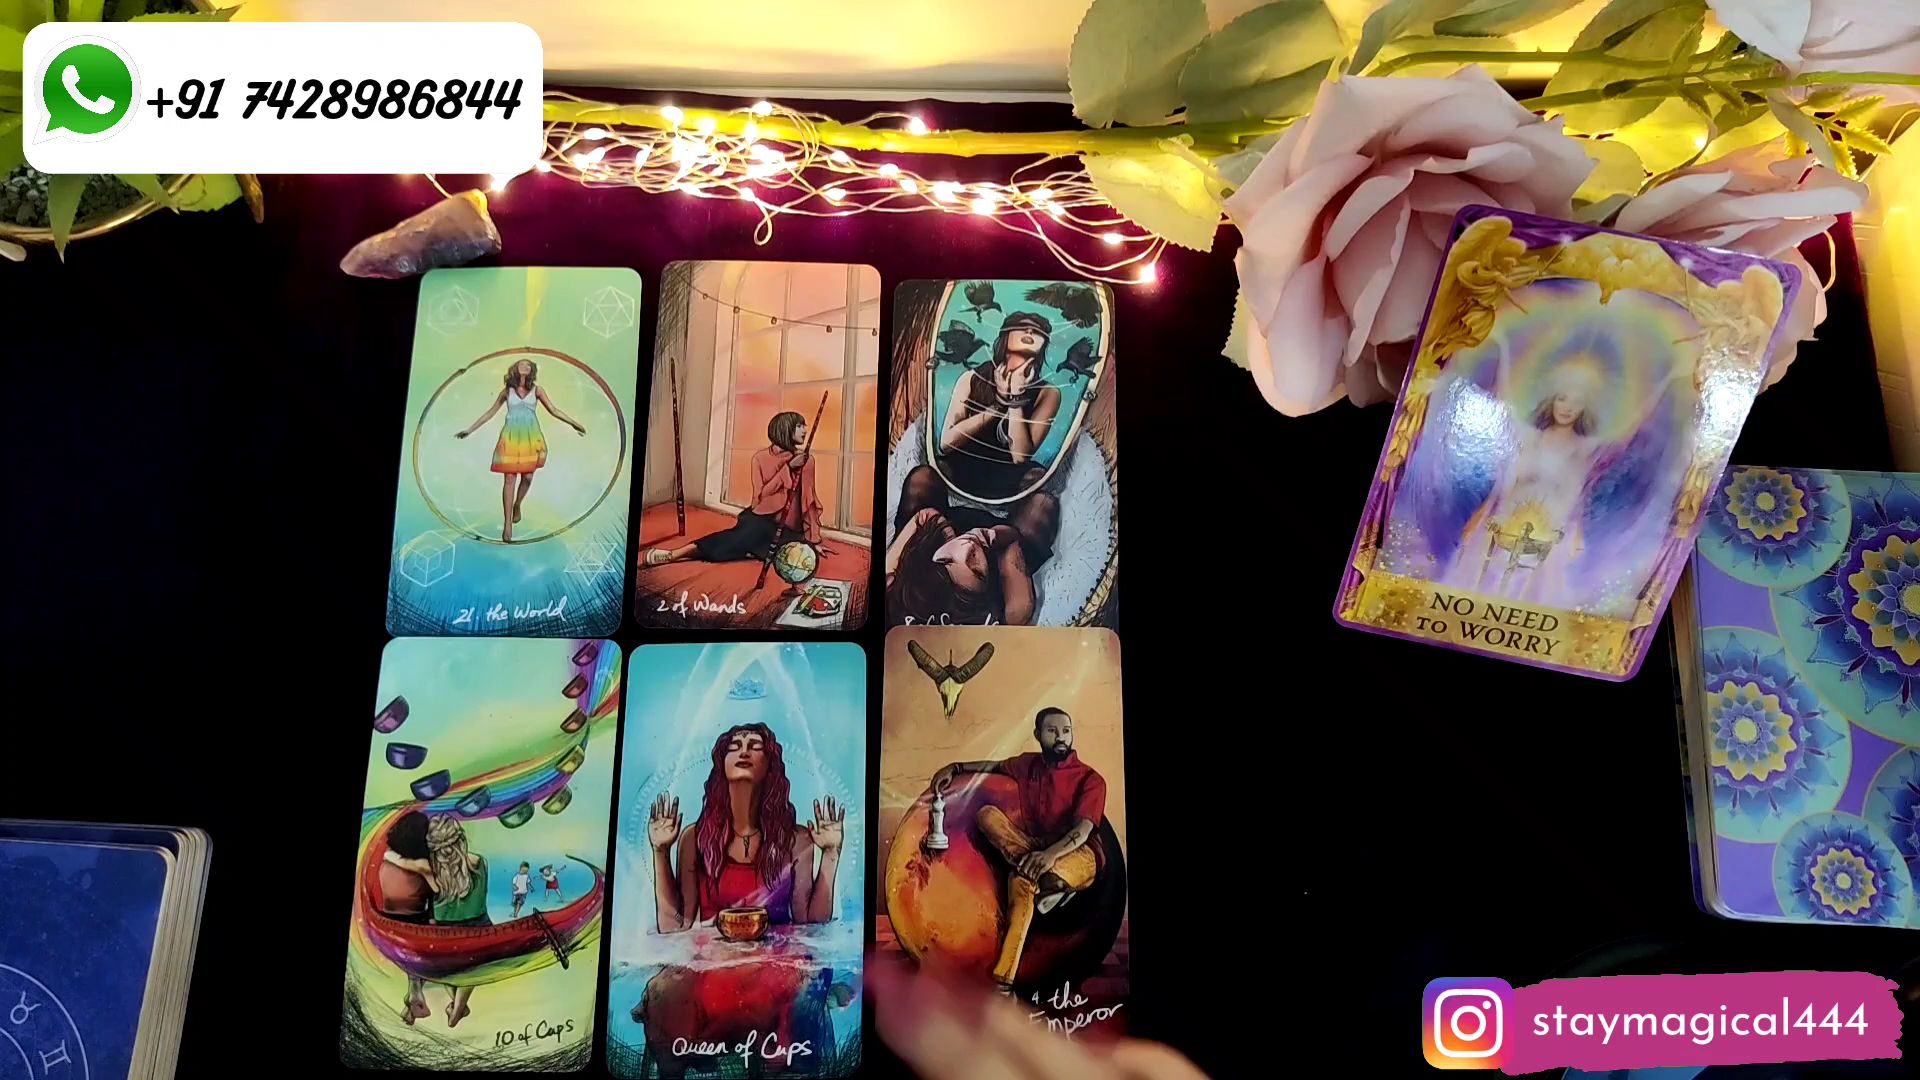 +91 7428986844
21. the World
2 of Wands
NO NEED
TO WORRY
10 of Cups
Queen of Cups
4. the
Emperor
staymagical444